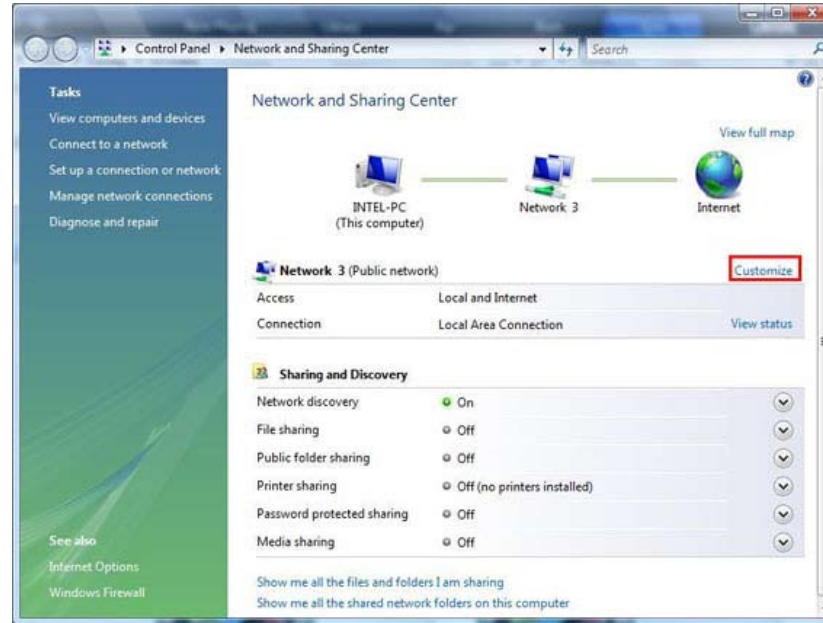 Control Panel ▸ Network and Sharing Center
Search
Tasks
View computers and devices
Connect to a network
Set up a connection or network
Manage network connections
Diagnose and repair
See also
Internet Options
Windows Firewall
Network and Sharing Center
View full map
INTEL-PC
(This computer)
Network 3
Internet
Network 3 (Public network) Customize
Access Local and Internet
Connection Local Area Connection View status
Sharing and Discovery
Network discovery On
File sharing Off
Public folder sharing Off
Printer sharing Off (no printers installed)
Password protected sharing Off
Media sharing Off
Show me all the files and folders I am sharing
Show me all the shared network folders on this computer